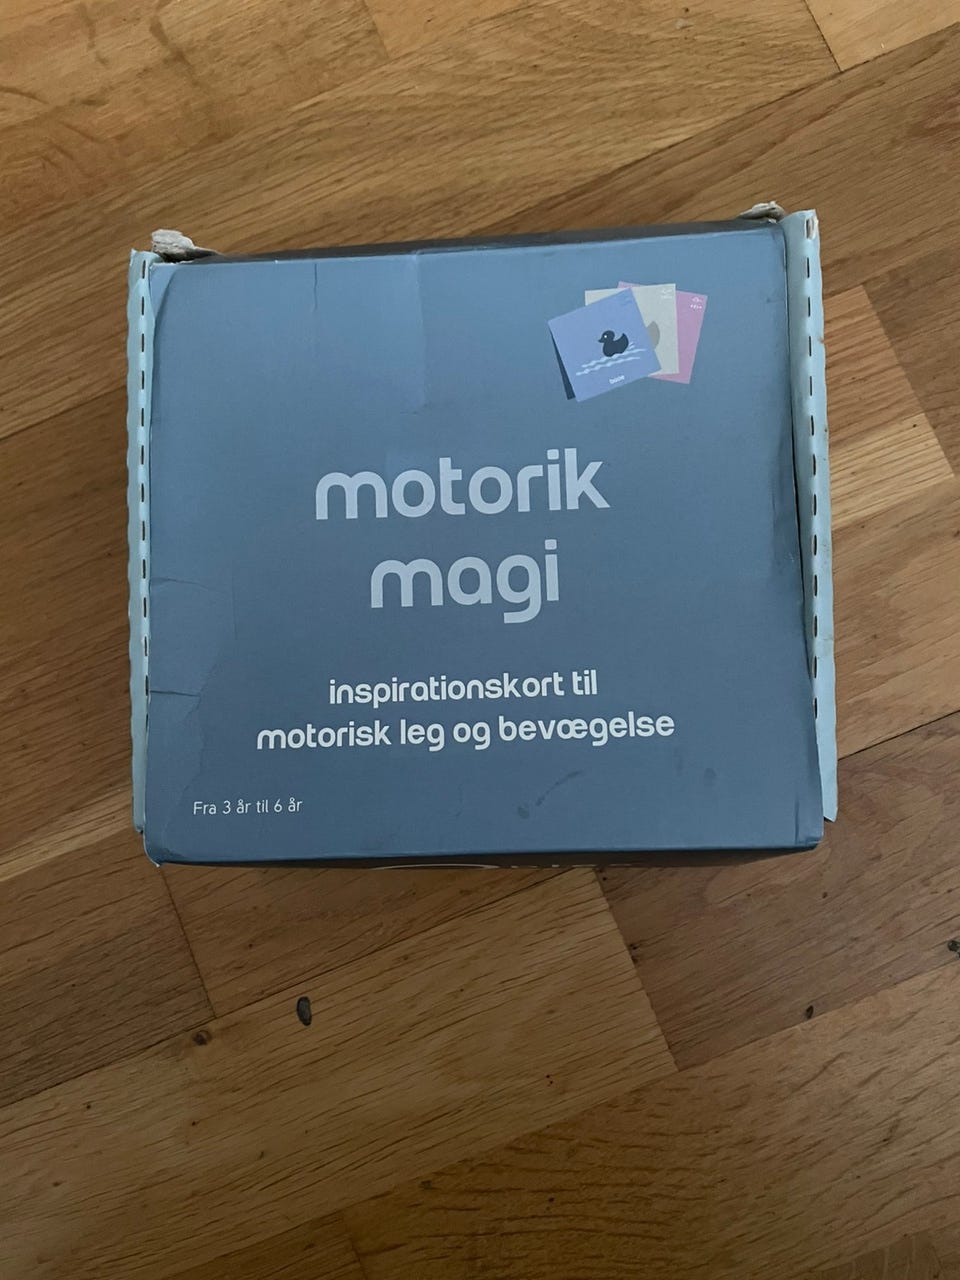 motorik
magi
inspirationskort til
motorisk leg og bevægelse
Fra 3 år til 6 år